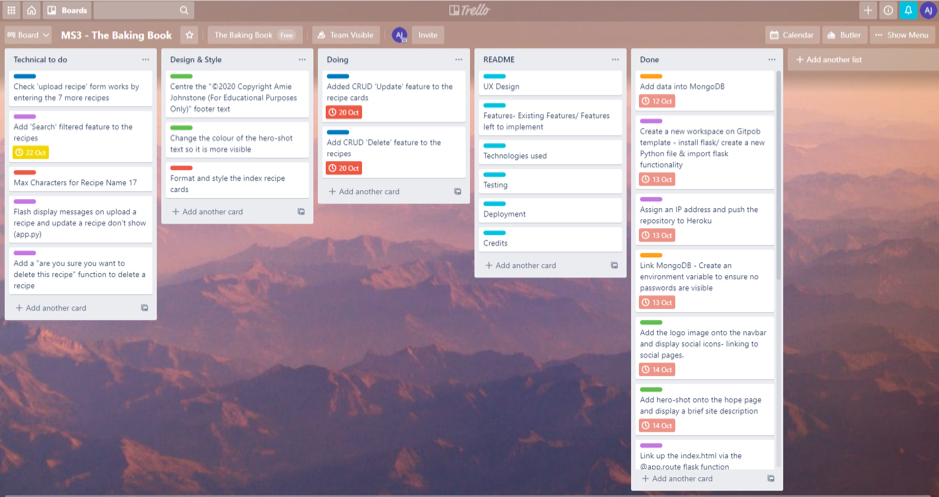 Boards
Trello
AJ
Board
MS3 - The Baking Book
The Baking Book
Free
Team Visible
AJ
Invite
Calendar
Butler
Show Menu
Technical to do
Check 'upload recipe' form works by
entering the 7 more recipes
Add 'Search' filtered feature to the
recipes
22 Oct
Max Characters for Recipe Name 17
Flash display messages on upload a
recipe and update a recipe don't show
(app.py)
Add a "are you sure you want to
delete this recipe" function to delete a
recipe
+ Add another card
Design & Style
Centre the "©2020 Copyright Amie
Johnstone (For Educational Purposes
Only)" footer text
Change the colour of the hero-shot
text so it is more visible
Format and style the index recipe
cards
+ Add another card
Doing
Added CRUD 'Update' feature to the
recipe cards
20 Oct
Add CRUD 'Delete' feature to the
recipes
20 Oct
+ Add another card
README
UX Design
Features- Existing Features/ Features
left to implement
Technologies used
Testing
Deployment
Credits
+ Add another card
Done
Add data into MongoDB
12 Oct
Create a new workspace on Gitpob
template - install flask/ create a new
Python file & import flask
functionality
13 Oct
Assign an IP address and push the
repository to Heroku
13 Oct
Link MongoDB - Create an
environment variable to ensure no
passwords are visible
13 Oct
Add the logo image onto the navbar
and display social icons- linking to
social pages.
14 Oct
Add hero-shot onto the hope page
and display a brief site description
14 Oct
Link up the index.html via the
@app.route flask function
+ Add another card
+ Add another list